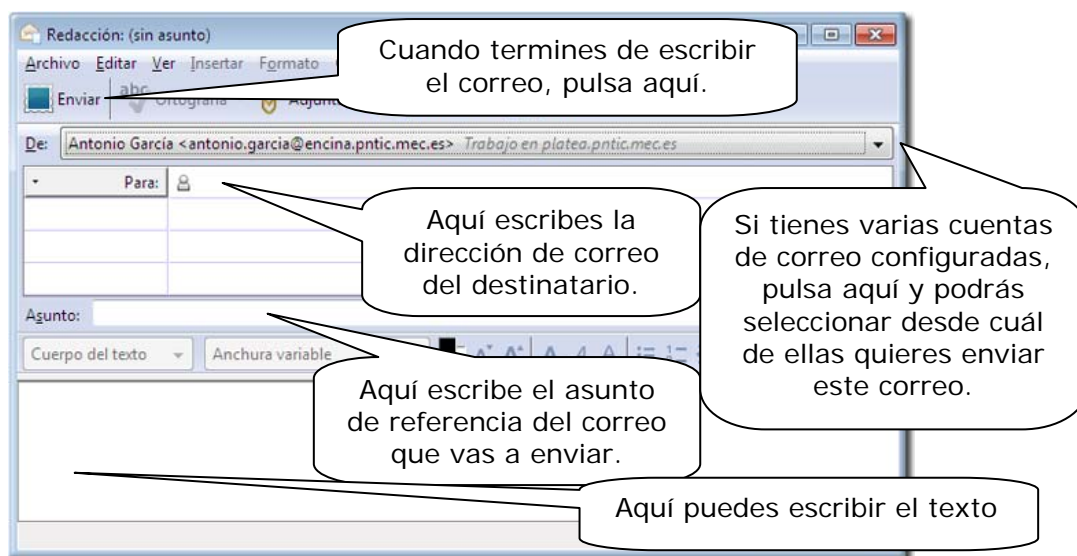 Redacción: (sin asunto)
Archivo Editar Ver Insertar Formato
Cuando termines de escribir
el correo, pulsa aquí.
Enviar Ortografía
De: Antonio García <antonio.garcia@encina.pntic.mec.es> Trabajo en platea.pntic.mec.es
Para:
Aquí escribes la
dirección de correo
del destinatario.
Si tienes varias cuentas
de correo configuradas,
pulsa aquí y podrás
seleccionar desde cuál
de ellas quieres enviar
este correo.
Asunto:
Cuerpo del texto Anchura variable
Aquí escribe el asunto
de referencia del correo
que vas a enviar.
Aquí puedes escribir el texto